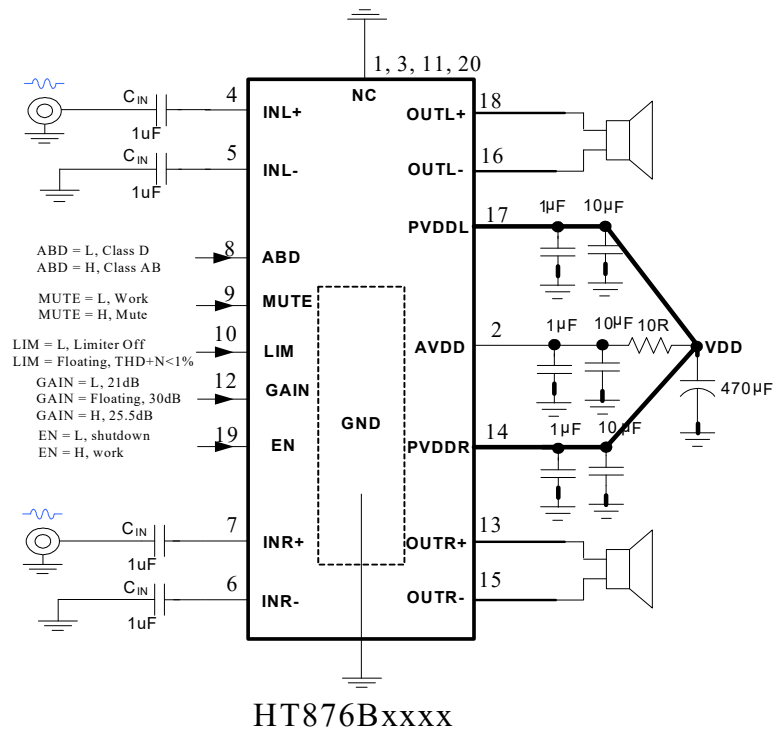 1, 3, 11, 20
NC
C IN
4
INL+
1uF
C IN
5
INL-
1uF
18
OUTL+
16
OUTL-
17
PVDDL
1µF
10µF
ABD = L, Class D
ABD = H, Class AB
8
ABD
MUTE = L, Work
MUTE = H, Mute
9
MUTE
LIM = L, Limiter Off
LIM = Floating, THD+N<1%
10
LIM
GAIN = L, 21dB
GAIN = Floating, 30dB
GAIN = H, 25.5dB
12
GAIN
EN = L, shutdown
EN = H, work
19
EN
GND
2
AVDD
1µF
10µF
10R
VDD
470µF
14
PVDDR
1µF
10µF
C IN
7
INR+
1uF
C IN
6
INR-
1uF
13
OUTR+
15
OUTR-
HT876Bxxxx